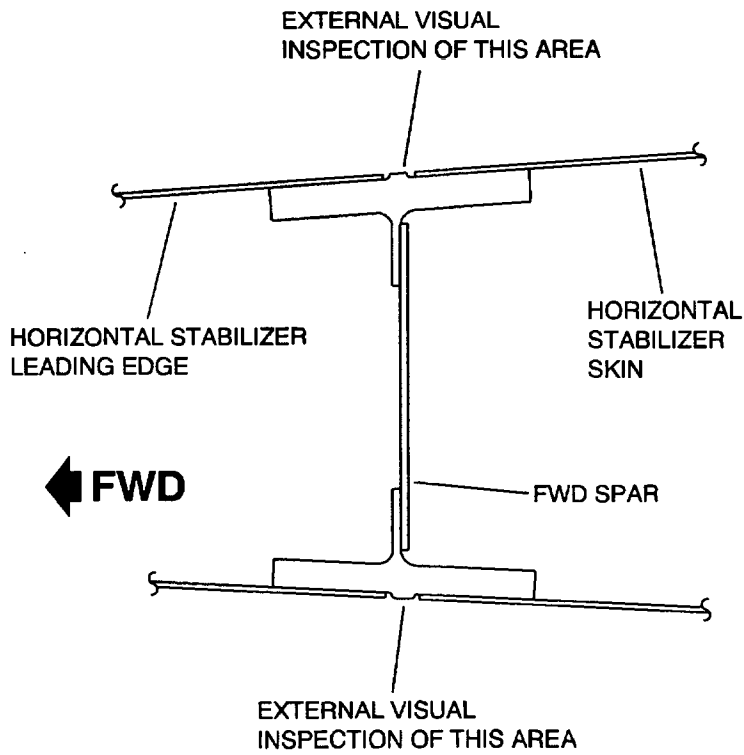 EXTERNAL VISUAL
INSPECTION OF THIS AREA
HORIZONTAL STABILIZER
LEADING EDGE
HORIZONTAL
STABILIZER
SKIN
FWD
FWD SPAR
EXTERNAL VISUAL
INSPECTION OF THIS AREA